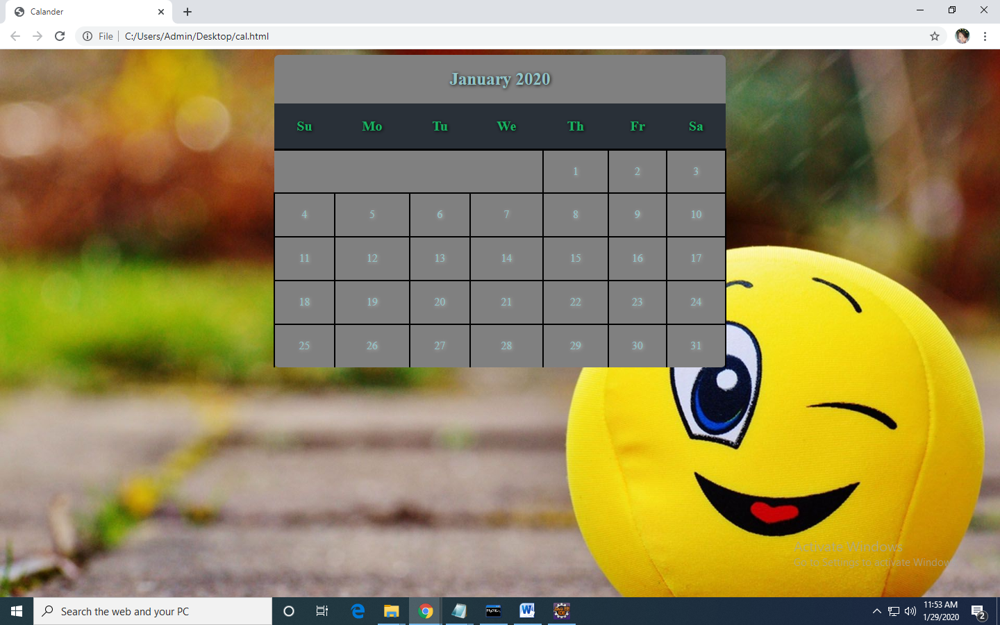 Calander
File C:/Users/Admin/Desktop/cal.html
January 2020
Su Mo Tu We Th Fr Sa
1 2 3
4 5 6 7 8 9 10
11 12 13 14 15 16 17
18 19 20 21 22 23 24
25 26 27 28 29 30 31
Activate Windows
Go to Settings to activate Windows
Search the web and your PC
MySQL
W
EE
IDE
11:53 AM
1/29/2020
2